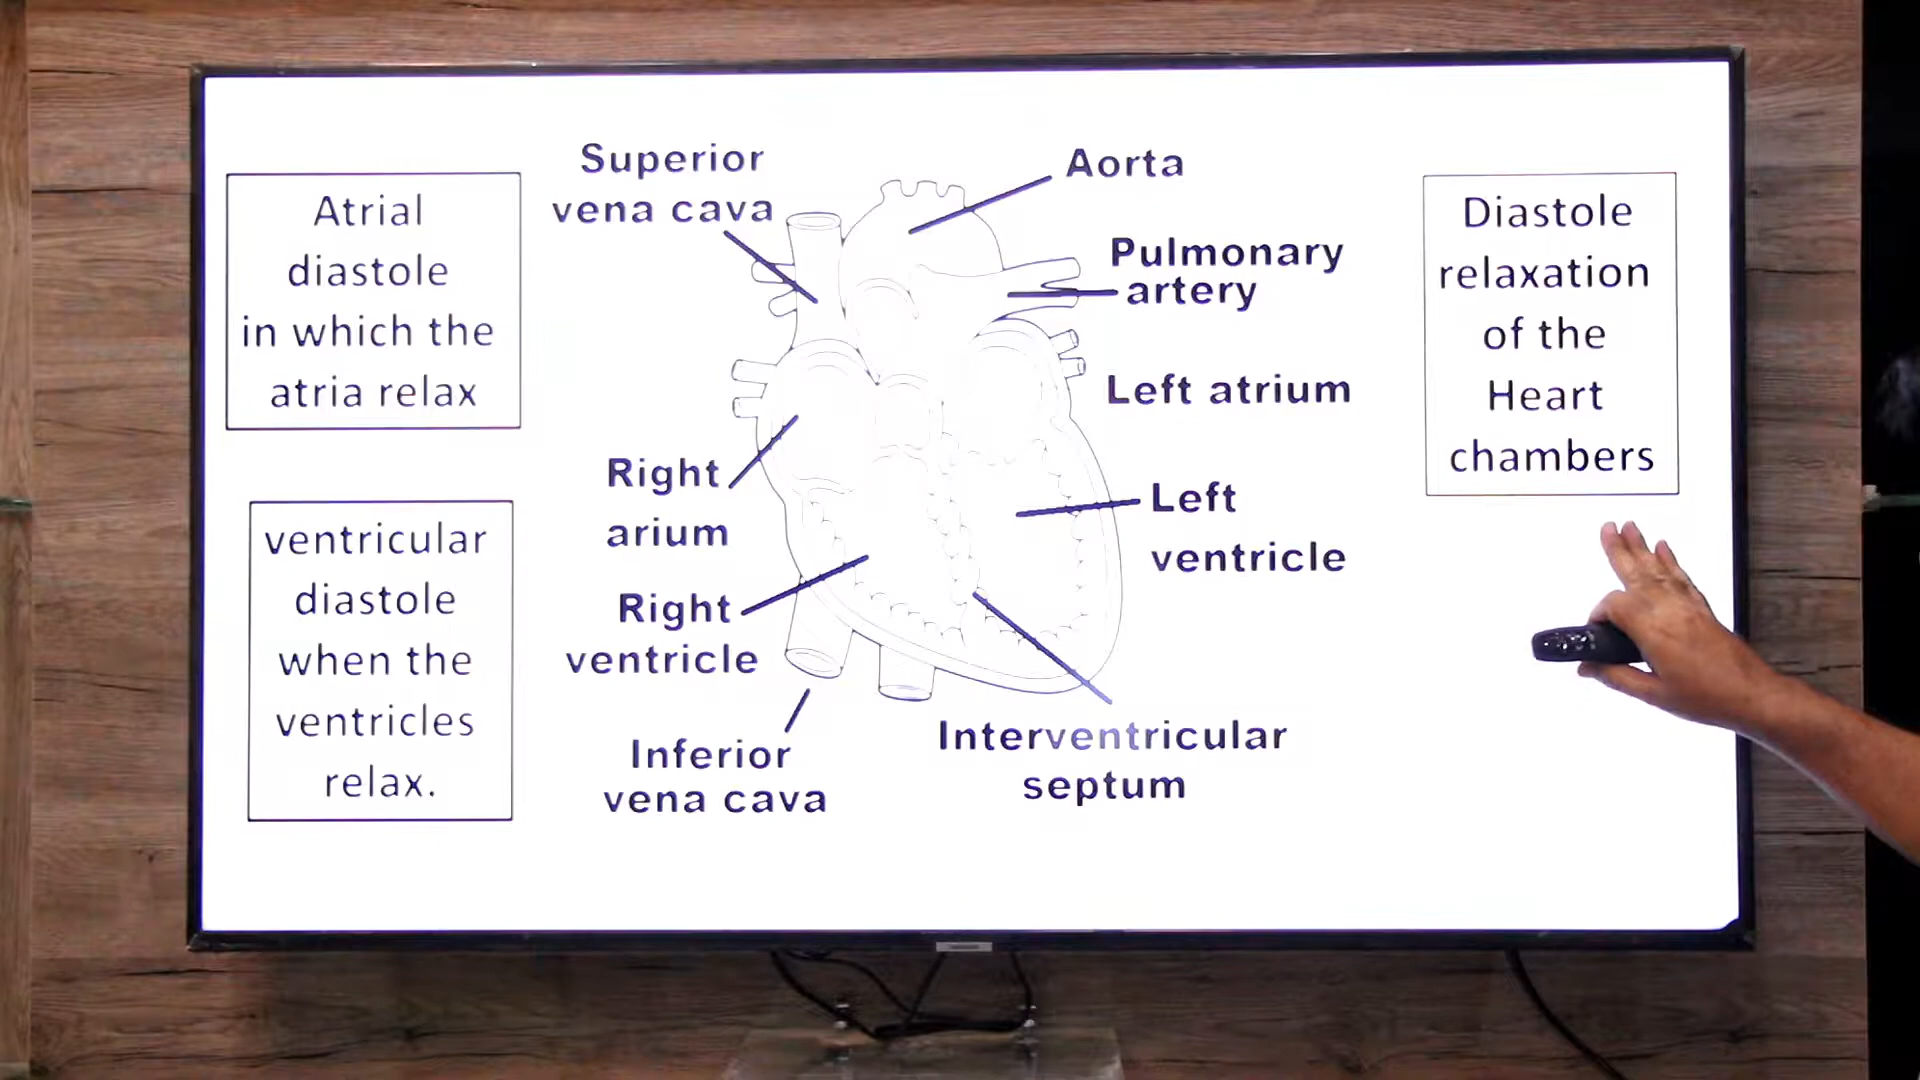 Atrial
diastole
in which the
atria relax
ventricular
diastole
when the
ventricles
relax.
Superior
vena cava
Aorta
Pulmonary
artery
Left atrium
Right
arium
Left
ventricle
Right
ventricle
Inferior
vena cava
Interventricular
septum
Diastole
relaxation
of the
Heart
chambers